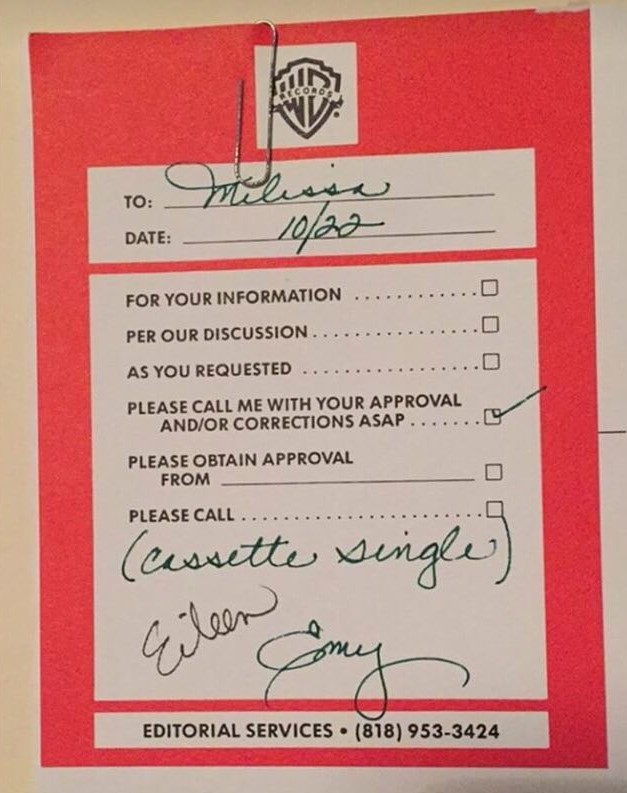 WB
RECORDS
TO: Melissa
DATE: 10/22
FOR YOUR INFORMATION ............
PER OUR DISCUSSION ................
AS YOU REQUESTED .................
PLEASE CALL ME WITH YOUR APPROVAL
AND/OR CORRECTIONS ASAP .......
PLEASE OBTAIN APPROVAL
FROM
PLEASE CALL ........................
(cassette single)
Eileen
Emy
EDITORIAL SERVICES • (818) 953-3424